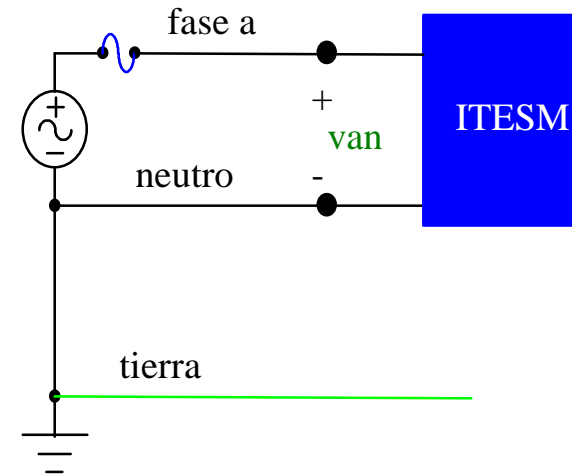 fase a
+
van
-
ITESM
+
−
neutro
tierra